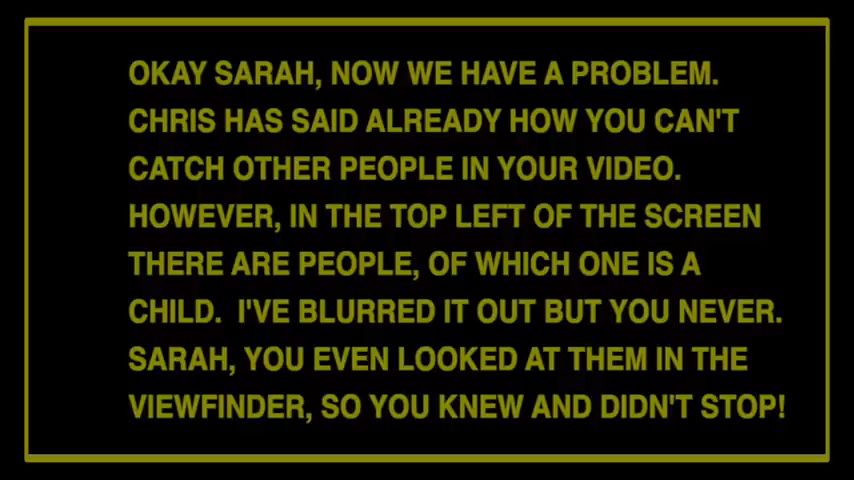 OKAY SARAH, NOW WE HAVE A PROBLEM.
CHRIS HAS SAID ALREADY HOW YOU CAN'T
CATCH OTHER PEOPLE IN YOUR VIDEO.
HOWEVER, IN THE TOP LEFT OF THE SCREEN
THERE ARE PEOPLE, OF WHICH ONE IS A
CHILD.  I'VE BLURRED IT OUT BUT YOU NEVER.
SARAH, YOU EVEN LOOKED AT THEM IN THE
VIEWFINDER, SO YOU KNEW AND DIDN'T STOP!